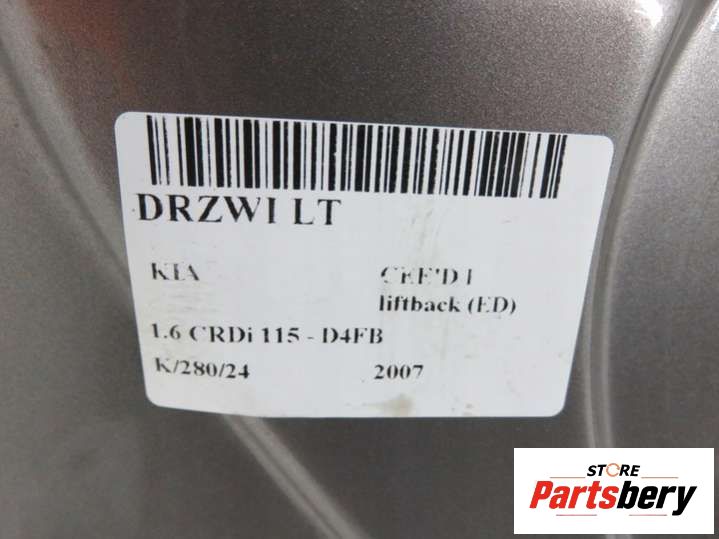 DRZWI LT
KIA CEE'D I
liftback (ED)
1.6 CRDi 115 - D4FB
K/280/24 2007
STORE
Partsbery